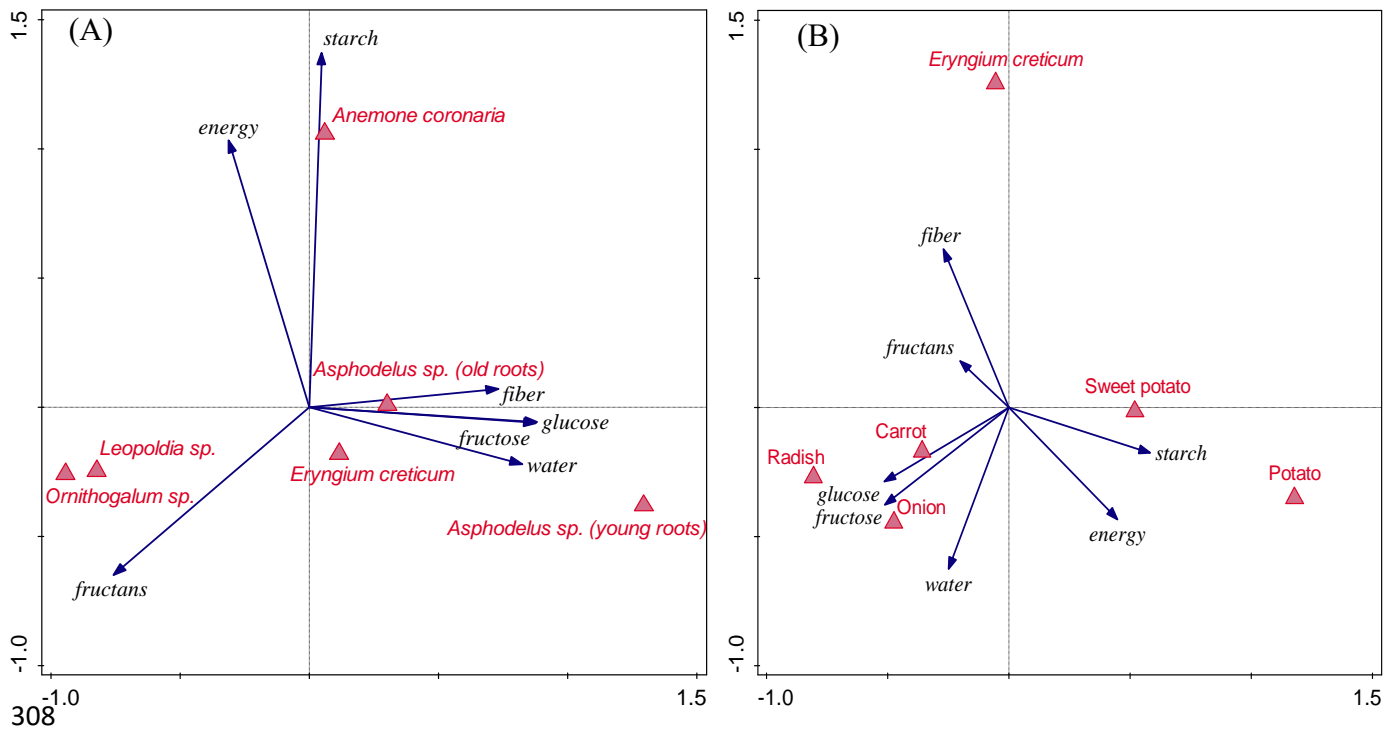 (A)
1.5
starch
Anemone coronaria
energy
Asphodelus sp. (old roots)
fiber
glucose
fructose
water
Leopoldia sp.
Ornithogalum sp.
Eryngium creticum
Asphodelus sp. (young roots)
fructans
-1.0
-1.0
1.5
(B)
1.5
Eryngium creticum
fiber
fructans
Sweet potato
Carrot
Radish
starch
Potato
glucose
fructose
Onion
energy
water
-1.0
-1.0
1.5
308